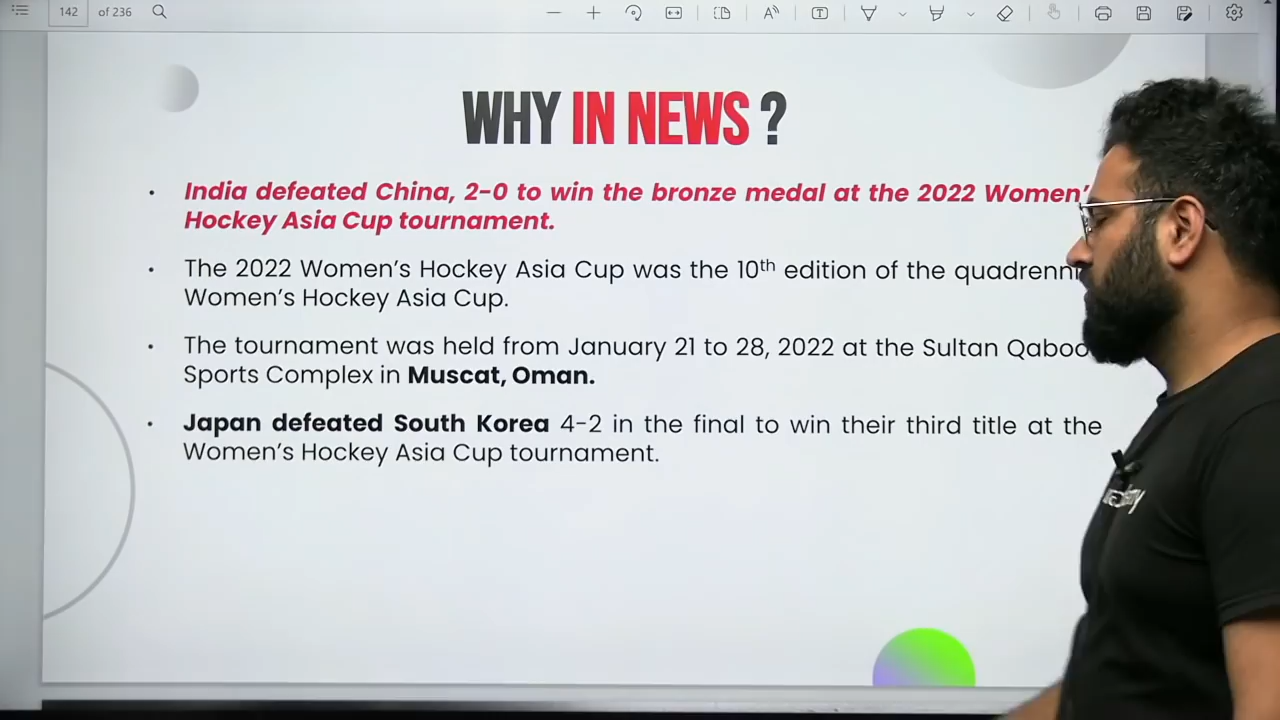 142 of 236
WHY IN NEWS ?
• India defeated China, 2-0 to win the bronze medal at the 2022 Women'
Hockey Asia Cup tournament.
• The 2022 Women's Hockey Asia Cup was the 10th edition of the
Women's Hockey Asia Cup.
• The tournament was held from January 21 to 28, 2022 at the Sultan
Sports Complex in Muscat, Oman.
• Japan defeated South Korea 4-2 in the final to win their third title at the
Women's Hockey Asia Cup tournament.